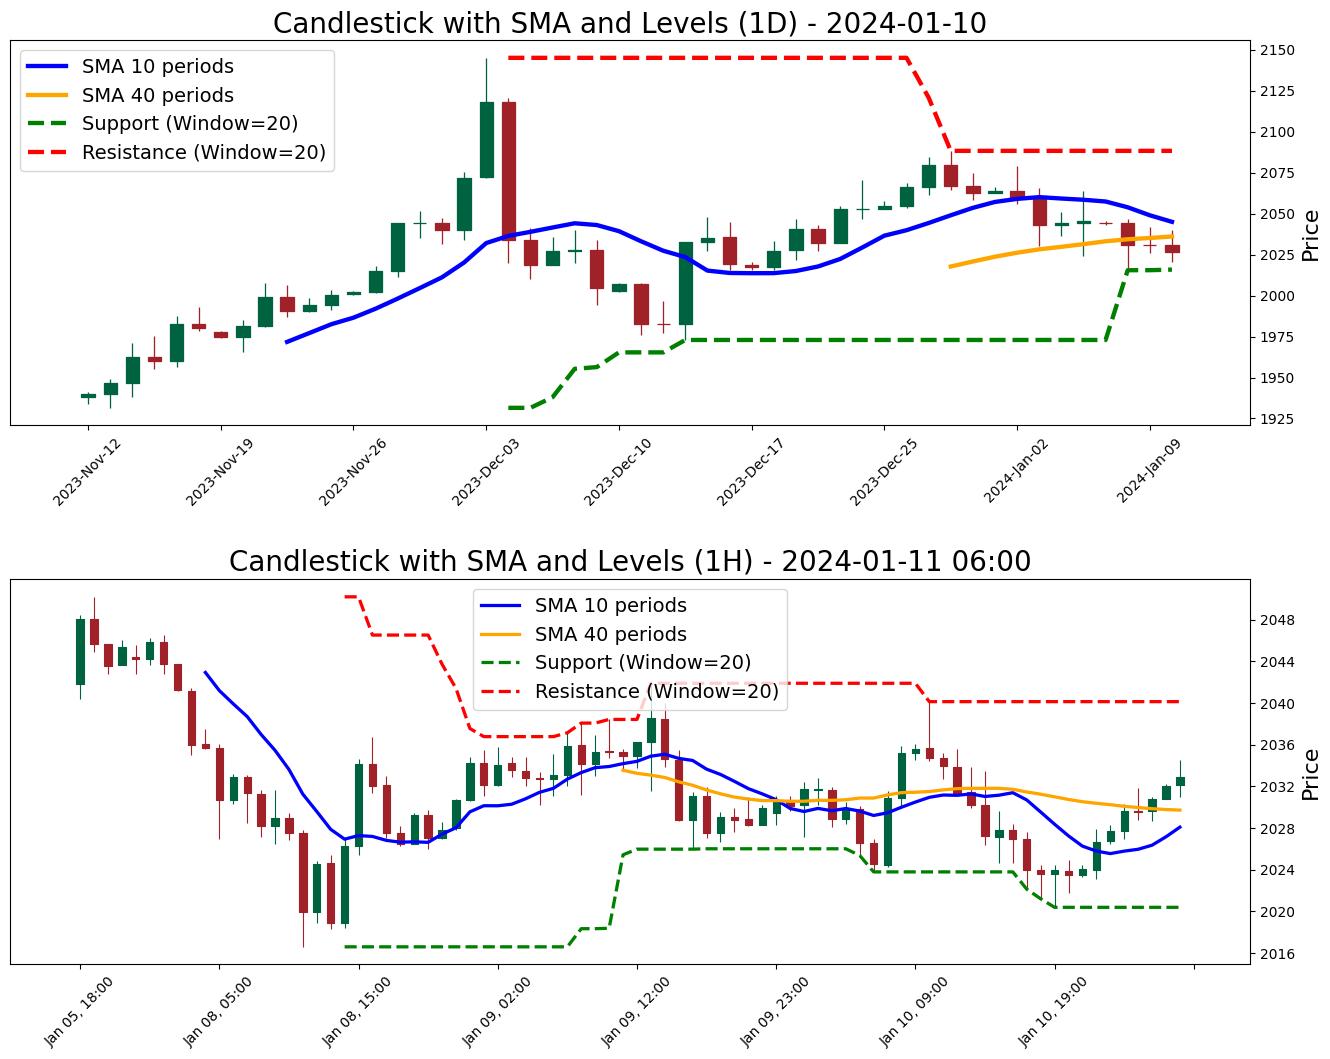 Candlestick with SMA and Levels (1D) - 2024-01-10
SMA 10 periods
SMA 40 periods
Support (Window=20)
Resistance (Window=20)
2150
2125
2100
2075
2050
2025
2000
1975
1950
1925
Price
2023-Nov-12
2023-Nov-19
2023-Nov-26
2023-Dec-03
2023-Dec-10
2023-Dec-17
2023-Dec-25
2024-Jan-02
2024-Jan-09
Candlestick with SMA and Levels (1H) - 2024-01-11 06:00
SMA 10 periods
SMA 40 periods
Support (Window=20)
Resistance (Window=20)
2048
2044
2040
2036
2032
2028
2024
2020
2016
Price
Jan 05, 18:00
Jan 08, 05:00
Jan 08, 15:00
Jan 09, 02:00
Jan 09, 12:00
Jan 09, 23:00
Jan 10, 09:00
Jan 10, 19:00